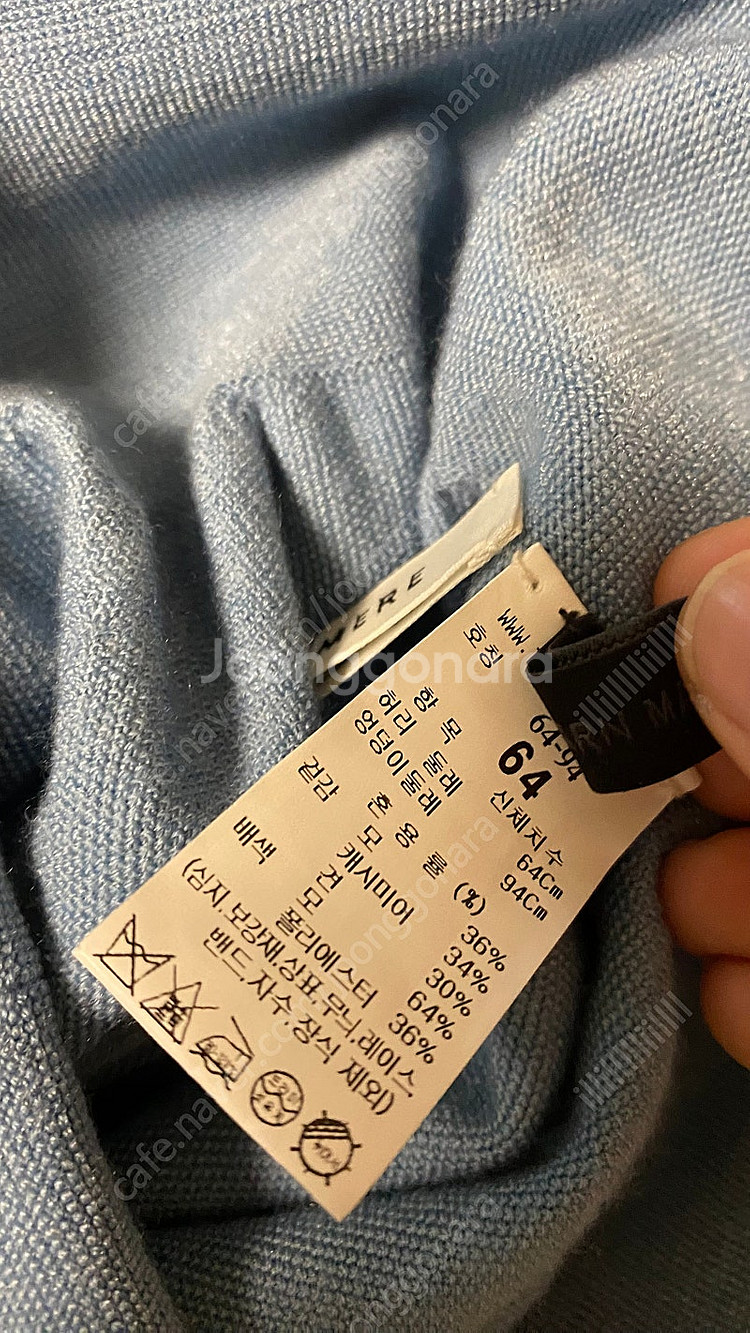 MERE
WWW.
호칭 64-94
64
항 목 신체치수
허리 둘레 64Cm
엉덩이둘레 94Cm
혼 용 률 (%)
겉감 모 36%
캐시미어 34%
견 30%
배색 모 64%
폴리에스터 36%
(심지.보강재.상표.무늬.레이스
밴드.자수.장식 제외)
Joonggonara